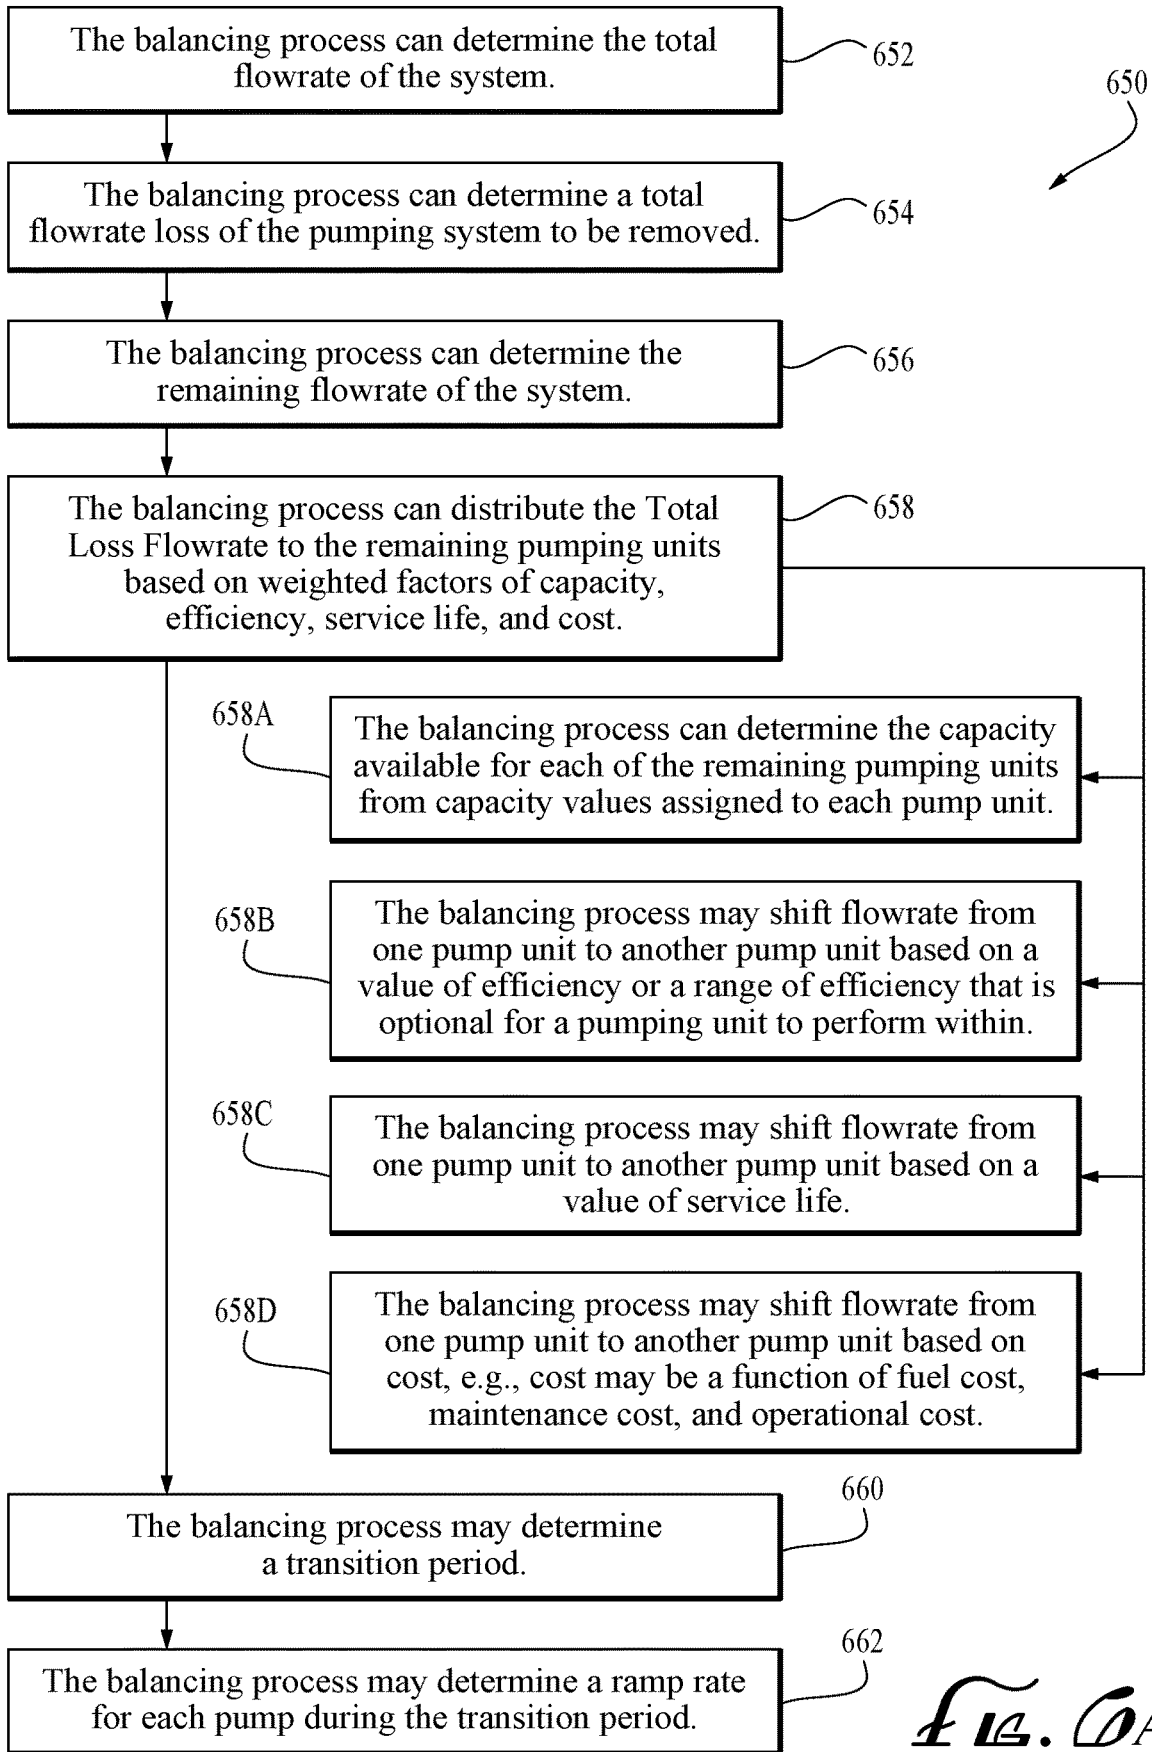 The balancing process can determine the total
flowrate of the system.
652
650
The balancing process can determine a total
flowrate loss of the pumping system to be removed.
654
The balancing process can determine the
remaining flowrate of the system.
656
The balancing process can distribute the Total
Loss Flowrate to the remaining pumping units
based on weighted factors of capacity,
efficiency, service life, and cost.
658
658A
The balancing process can determine the capacity
available for each of the remaining pumping units
from capacity values assigned to each pump unit.
658B
The balancing process may shift flowrate from
one pump unit to another pump unit based on a
value of efficiency or a range of efficiency that is
optional for a pumping unit to perform within.
658C
The balancing process may shift flowrate from
one pump unit to another pump unit based on a
value of service life.
658D
The balancing process may shift flowrate from
one pump unit to another pump unit based on
cost, e.g., cost may be a function of fuel cost,
maintenance cost, and operational cost.
660
The balancing process may determine
a transition period.
662
The balancing process may determine a ramp rate
for each pump during the transition period.
FIG. 6A